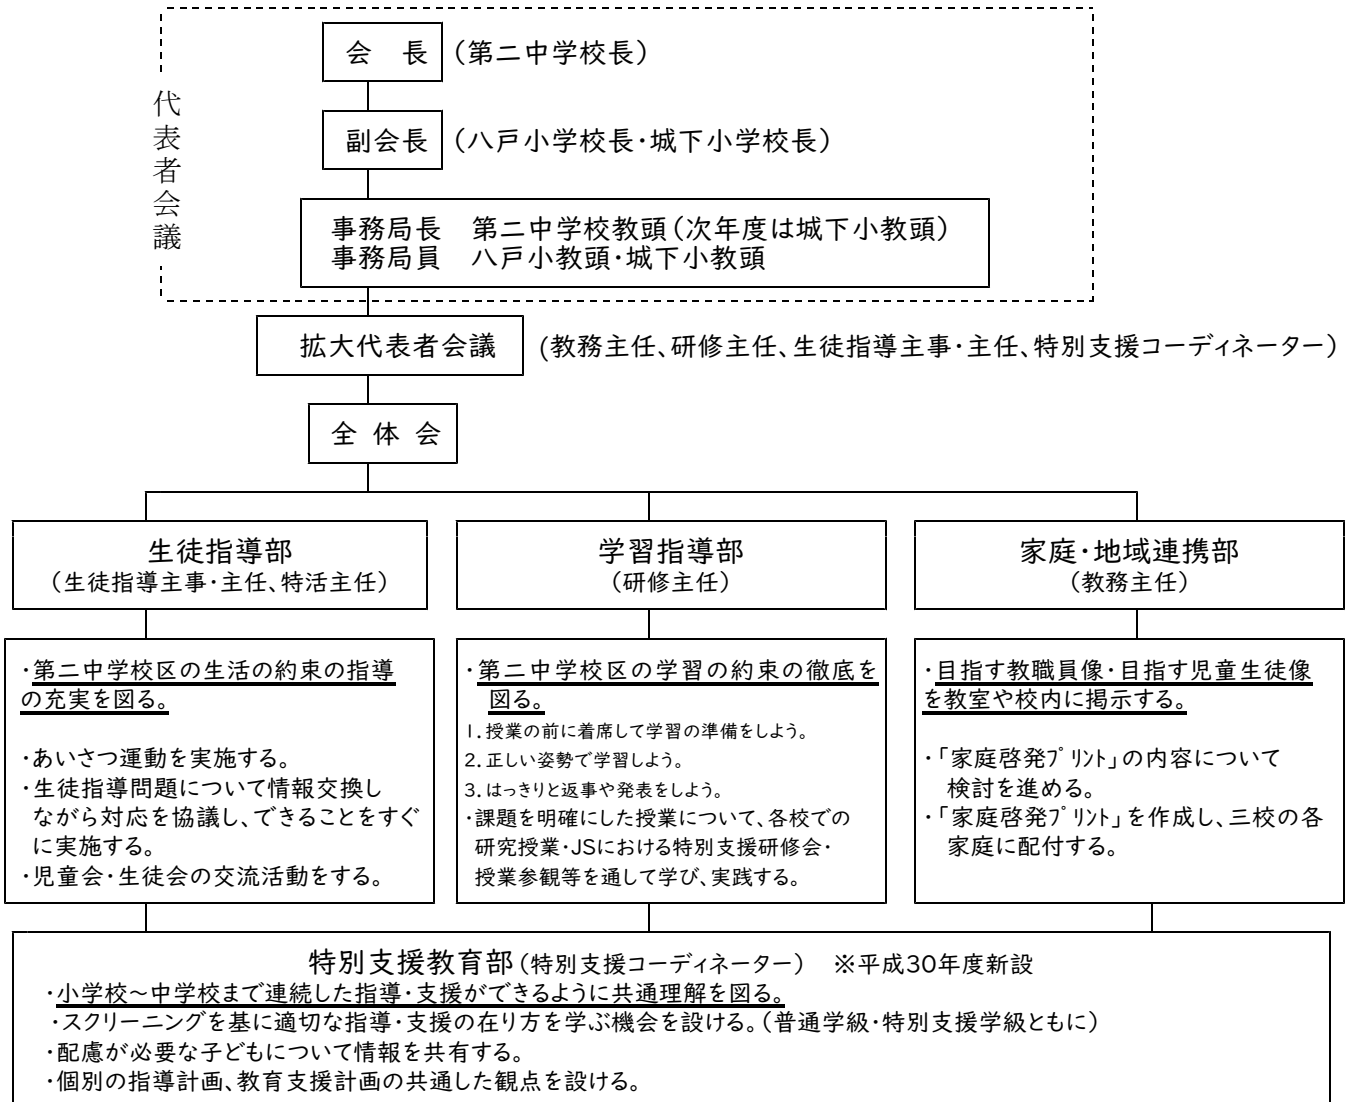 代表者会議
会　長 （第二中学校長）
副会長 （八戸小学校長・城下小学校長）
事務局長　第二中学校教頭（次年度は城下小教頭）
事務局員　八戸小教頭・城下小教頭
拡大代表者会議 （教務主任、研修主任、生徒指導主事・主任、特別支援コーディネーター）
全 体 会
生徒指導部
（生徒指導主事・主任、特活主任）
学習指導部
（研修主任）
家庭・地域連携部
（教務主任）
・第二中学校区の生活の約束の指導
の充実を図る。
・あいさつ運動を実施する。
・生徒指導問題について情報交換し
ながら対応を協議し、できることをすぐ
に実施する。
・児童会・生徒会の交流活動をする。
・第二中学校区の学習の約束の徹底を
図る。
1．授業の前に着席して学習の準備をしよう。
2．正しい姿勢で学習しよう。
3．はっきりと返事や発表をしよう。
・課題を明確にした授業について、各校での
研究授業・JSにおける特別支援研修会・
授業参観等を通して学び、実践する。
・目指す教職員像・目指す児童生徒像
を教室や校内に掲示する。
・「家庭啓発プリント」の内容について
検討を進める。
・「家庭啓発プリント」を作成し、三校の各
家庭に配付する。
特別支援教育部（特別支援コーディネーター）　※平成30年度新設
・小学校～中学校まで連続した指導・支援ができるように共通理解を図る。
・スクリーニングを基に適切な指導・支援の在り方を学ぶ機会を設ける。（普通学級・特別支援学級ともに）
・配慮が必要な子どもについて情報を共有する。
・個別の指導計画、教育支援計画の共通した観点を設ける。